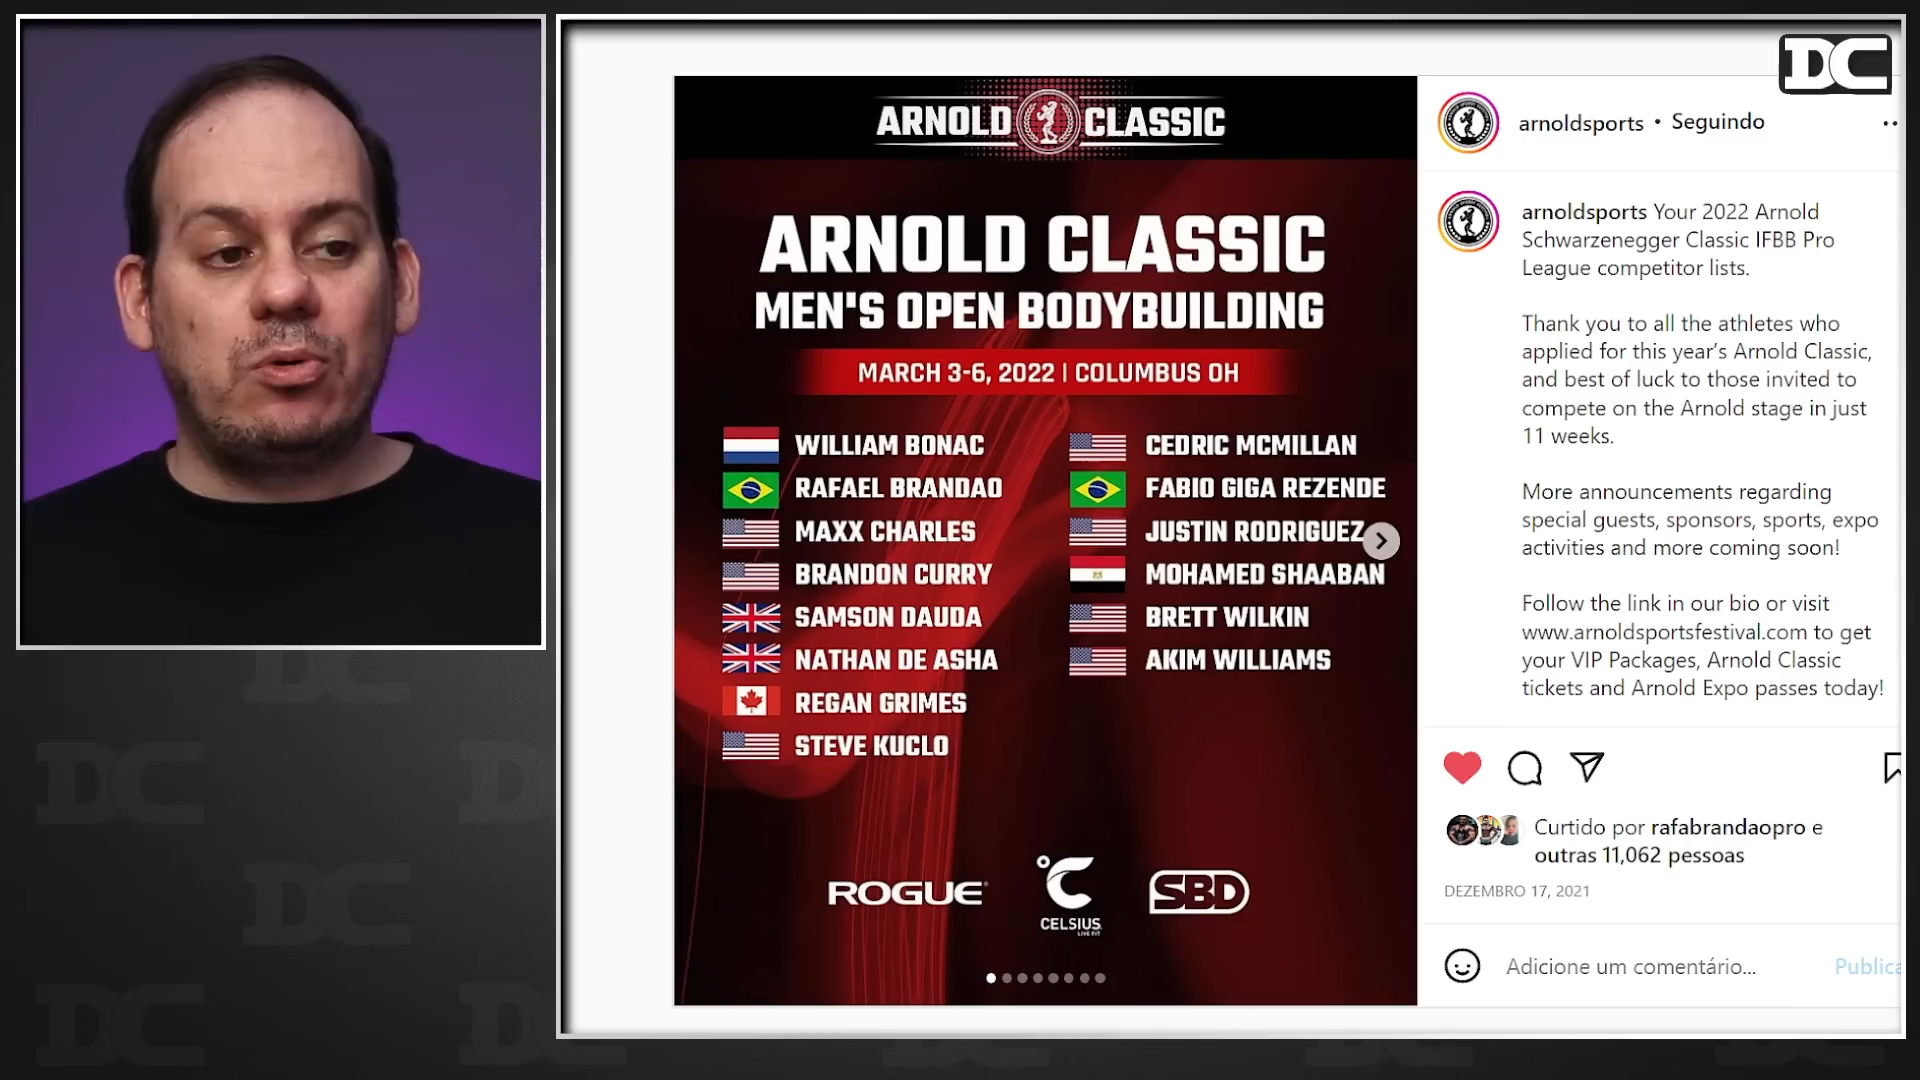 DC
ARNOLD CLASSIC
ARNOLD CLASSIC
MEN'S OPEN BODYBUILDING
MARCH 3-6, 2022 | COLUMBUS OH
WILLIAM BONAC
RAFAEL BRANDAO
MAXX CHARLES
BRANDON CURRY
SAMSON DAUDA
NATHAN DE ASHA
REGAN GRIMES
STEVE KUCLO
CEDRIC MCMILLAN
FABIO GIGA REZENDE
JUSTIN RODRIGUEZ
MOHAMED SHAABAN
BRETT WILKIN
AKIM WILLIAMS
ROGUE
CELSIUS
LIVE FIT
SBD
arnoldsports • Seguindo
arnoldsports Your 2022 Arnold
Schwarzenegger Classic IFBB Pro
League competitor lists.
Thank you to all the athletes who
applied for this year's Arnold Classic,
and best of luck to those invited to
compete on the Arnold stage in just
11 weeks.
More announcements regarding
special guests, sponsors, sports, expo
activities and more coming soon!
Follow the link in our bio or visit
www.arnoldsportsfestival.com to get
your VIP Packages, Arnold Classic
tickets and Arnold Expo passes today!
Curtido por rafabrandaopro e
outras 11,062 pessoas
DEZEMBRO 17, 2021
Adicione um comentário...
Publica